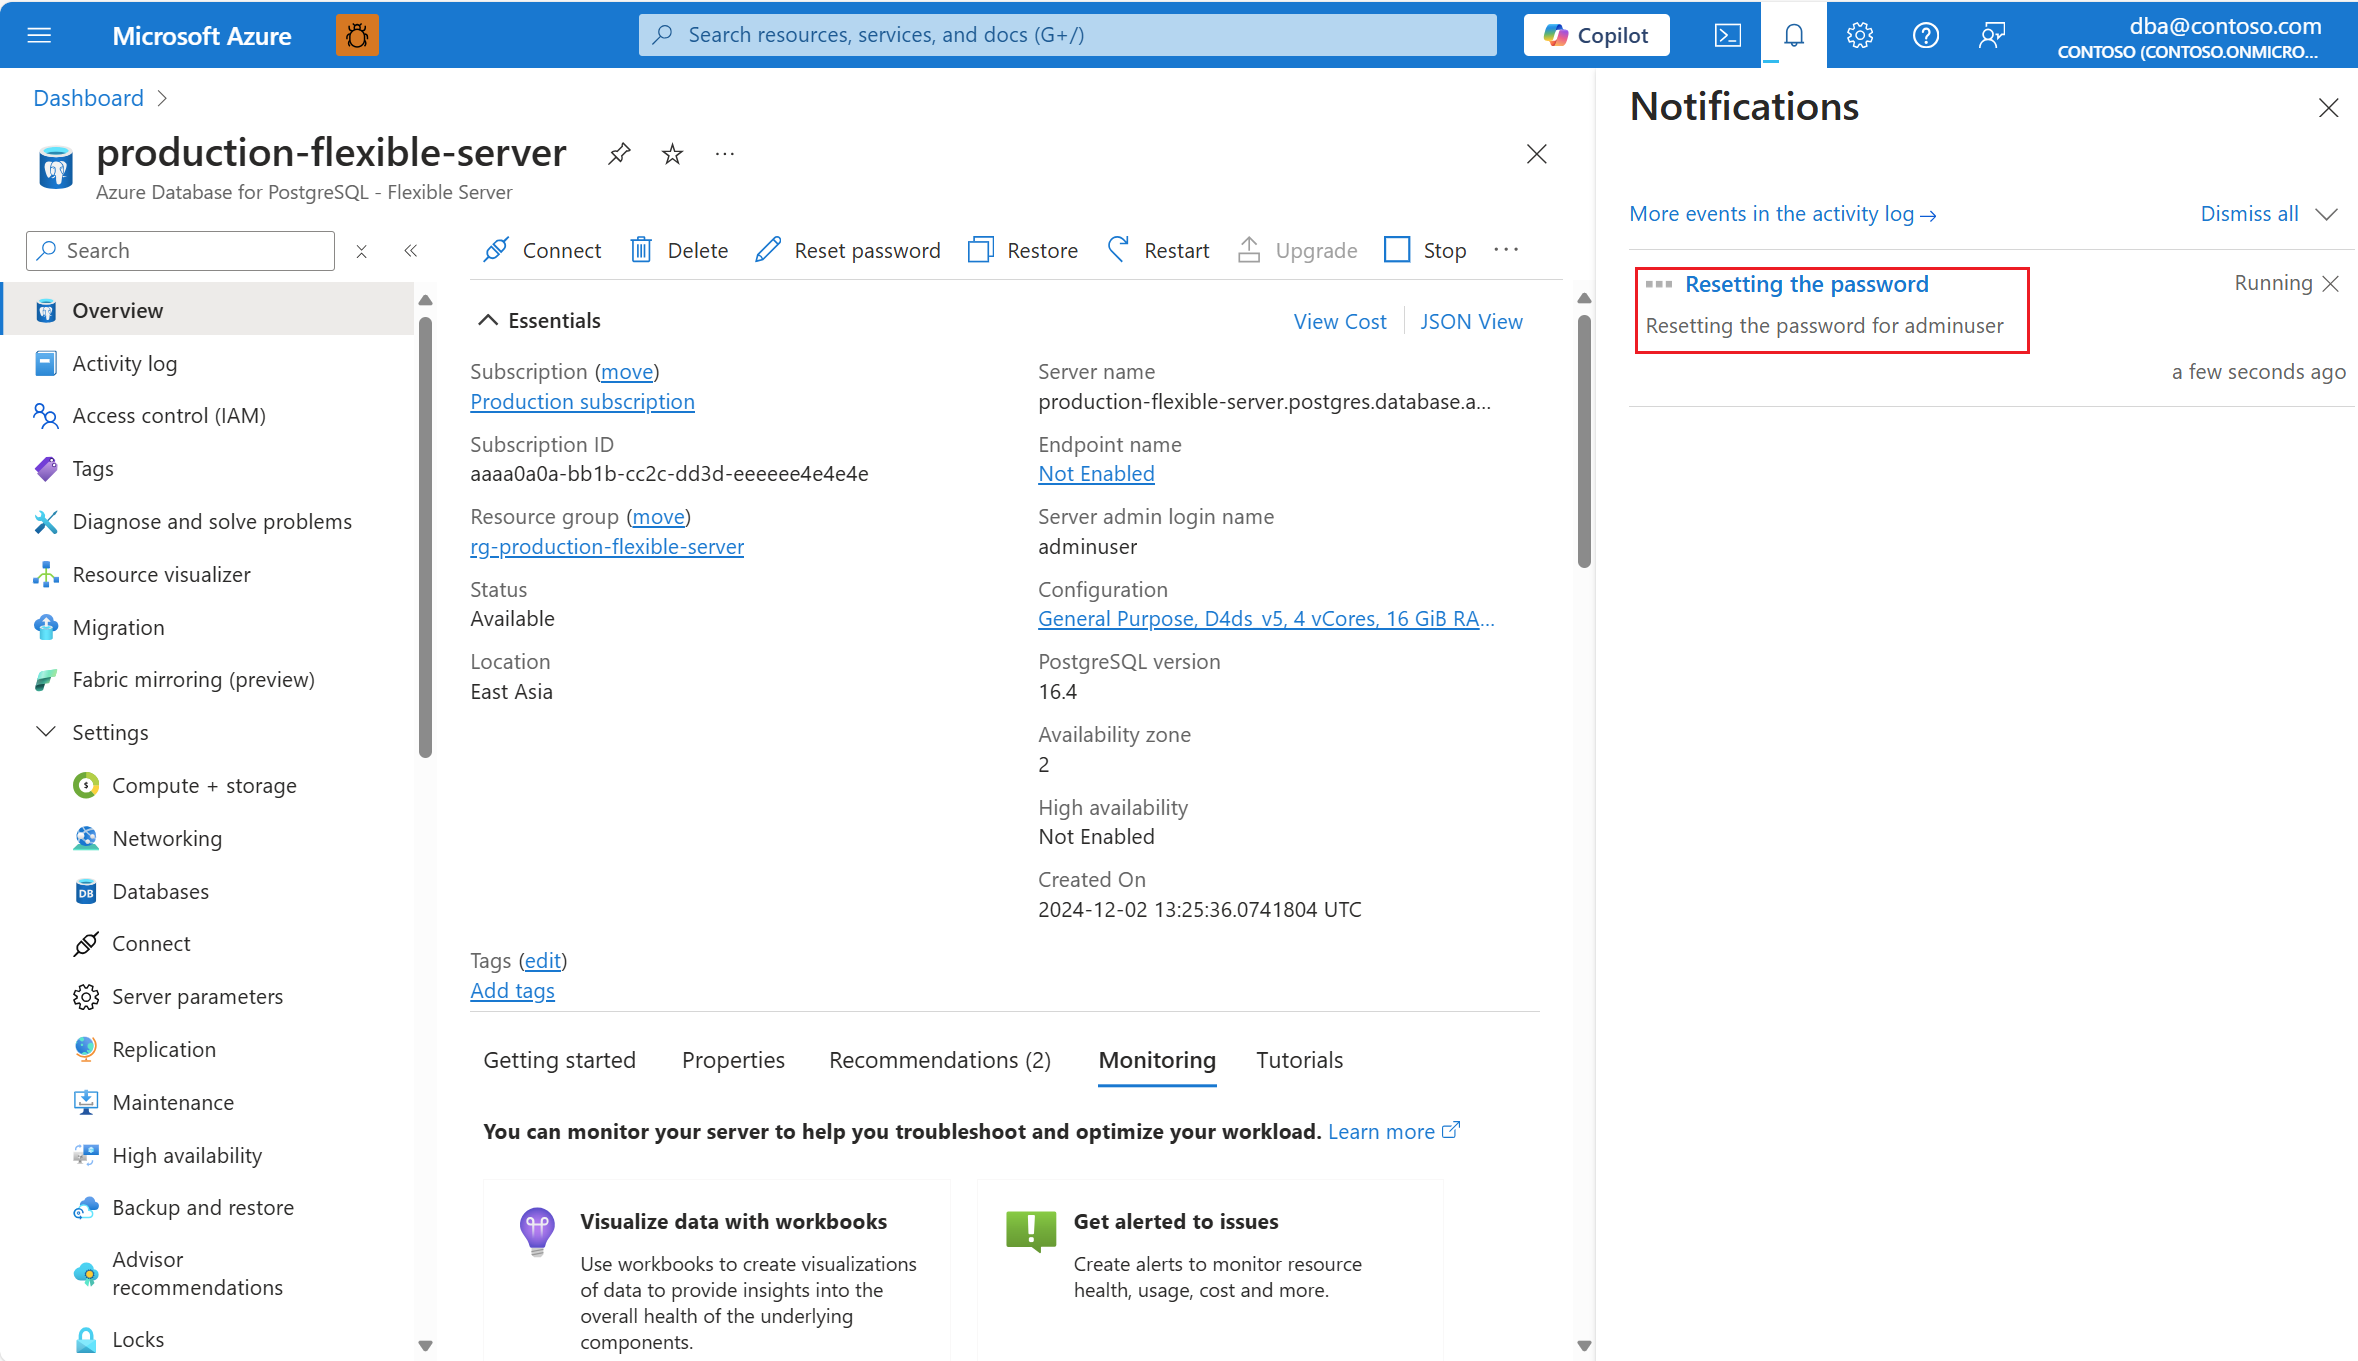 Microsoft Azure
Search resources, services, and docs (G+/)
Copilot
dba@contoso.com
CONTOSO (CONTOSO.ONMICRO...
Dashboard
production-flexible-server
Azure Database for PostgreSQL - Flexible Server
Search
Overview
Activity log
Access control (IAM)
Tags
Diagnose and solve problems
Resource visualizer
Migration
Fabric mirroring (preview)
Settings
Compute + storage
Networking
DB
Databases
Connect
Server parameters
Replication
Maintenance
High availability
Backup and restore
Advisor
recommendations
Locks
Connect
Delete
Reset password
Restore
Restart
Upgrade
Stop
Essentials
View Cost
JSON View
Subscription (move)
Production subscription
Subscription ID
aaaa0a0a-bb1b-cc2c-dd3d-eeeeee4e4e4e
Resource group (move)
rg-production-flexible-server
Status
Available
Location
East Asia
Server name
production-flexible-server.postgres.database.a...
Endpoint name
Not Enabled
Server admin login name
adminuser
Configuration
General Purpose, D4ds_v5, 4 vCores, 16 GiB RA...
PostgreSQL version
16.4
Availability zone
2
High availability
Not Enabled
Created On
2024-12-02 13:25:36.0741804 UTC
Tags (edit)
Add tags
Getting started
Properties
Recommendations (2)
Monitoring
Tutorials
You can monitor your server to help you troubleshoot and optimize your workload. Learn more
Visualize data with workbooks
Use workbooks to create visualizations
of data to provide insights into the
overall health of the underlying
components.
Get alerted to issues
Create alerts to monitor resource
health, usage, cost and more.
Notifications
More events in the activity log →
Dismiss all
Resetting the password
Running
Resetting the password for adminuser
a few seconds ago